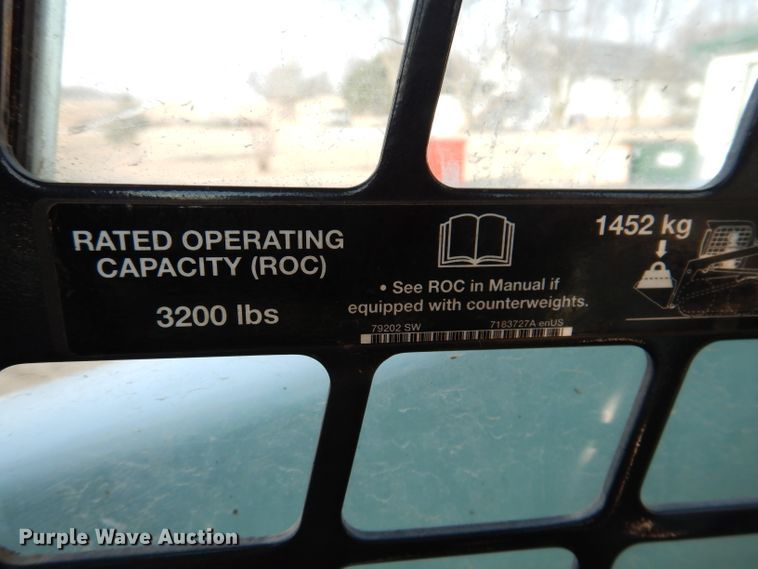 RATED OPERATING
CAPACITY (ROC)
3200 lbs
• See ROC in Manual if
equipped with counterweights.
79202 SW 7183727A enUS
1452 kg
Purple Wave Auction